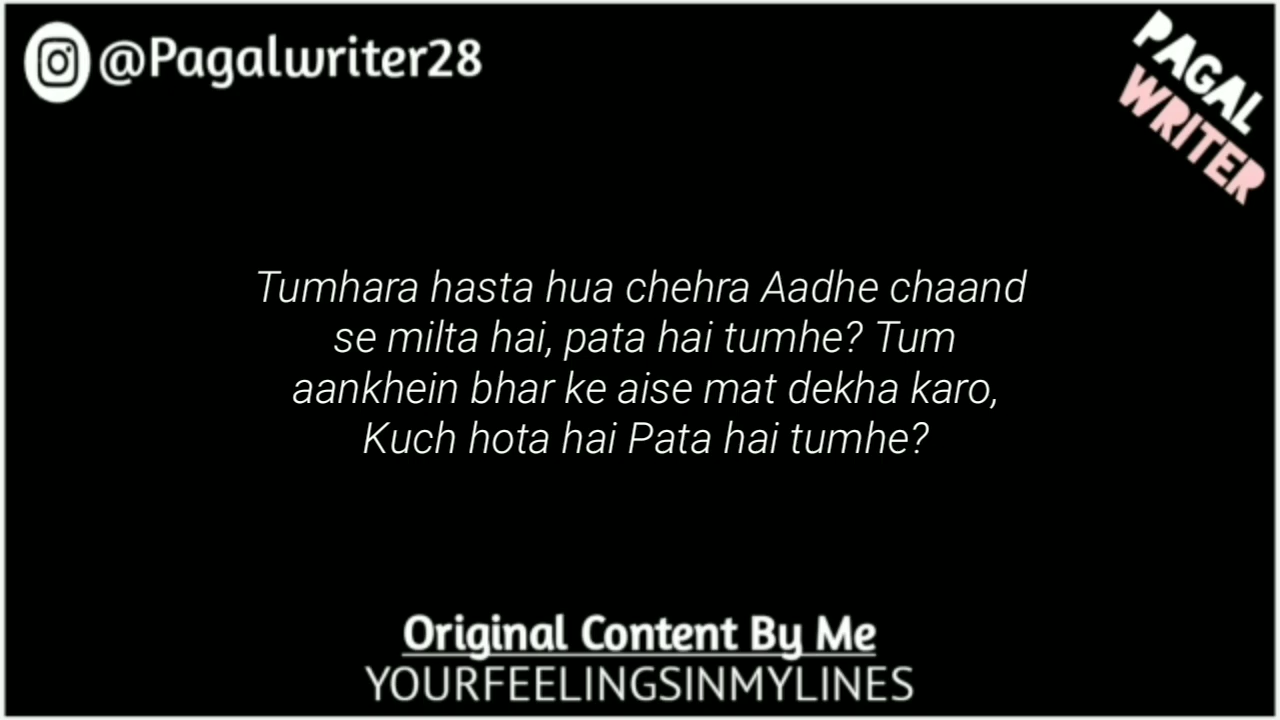 @Pagalwriter28
PAGAL
WRITER
Tumhara hasta hua chehra Aadhe chaand
se milta hai, pata hai tumhe? Tum
aankhein bhar ke aise mat dekha karo,
Kuch hota hai Pata hai tumhe?
Original Content By Me
YOURFEELINGSINMYLINES